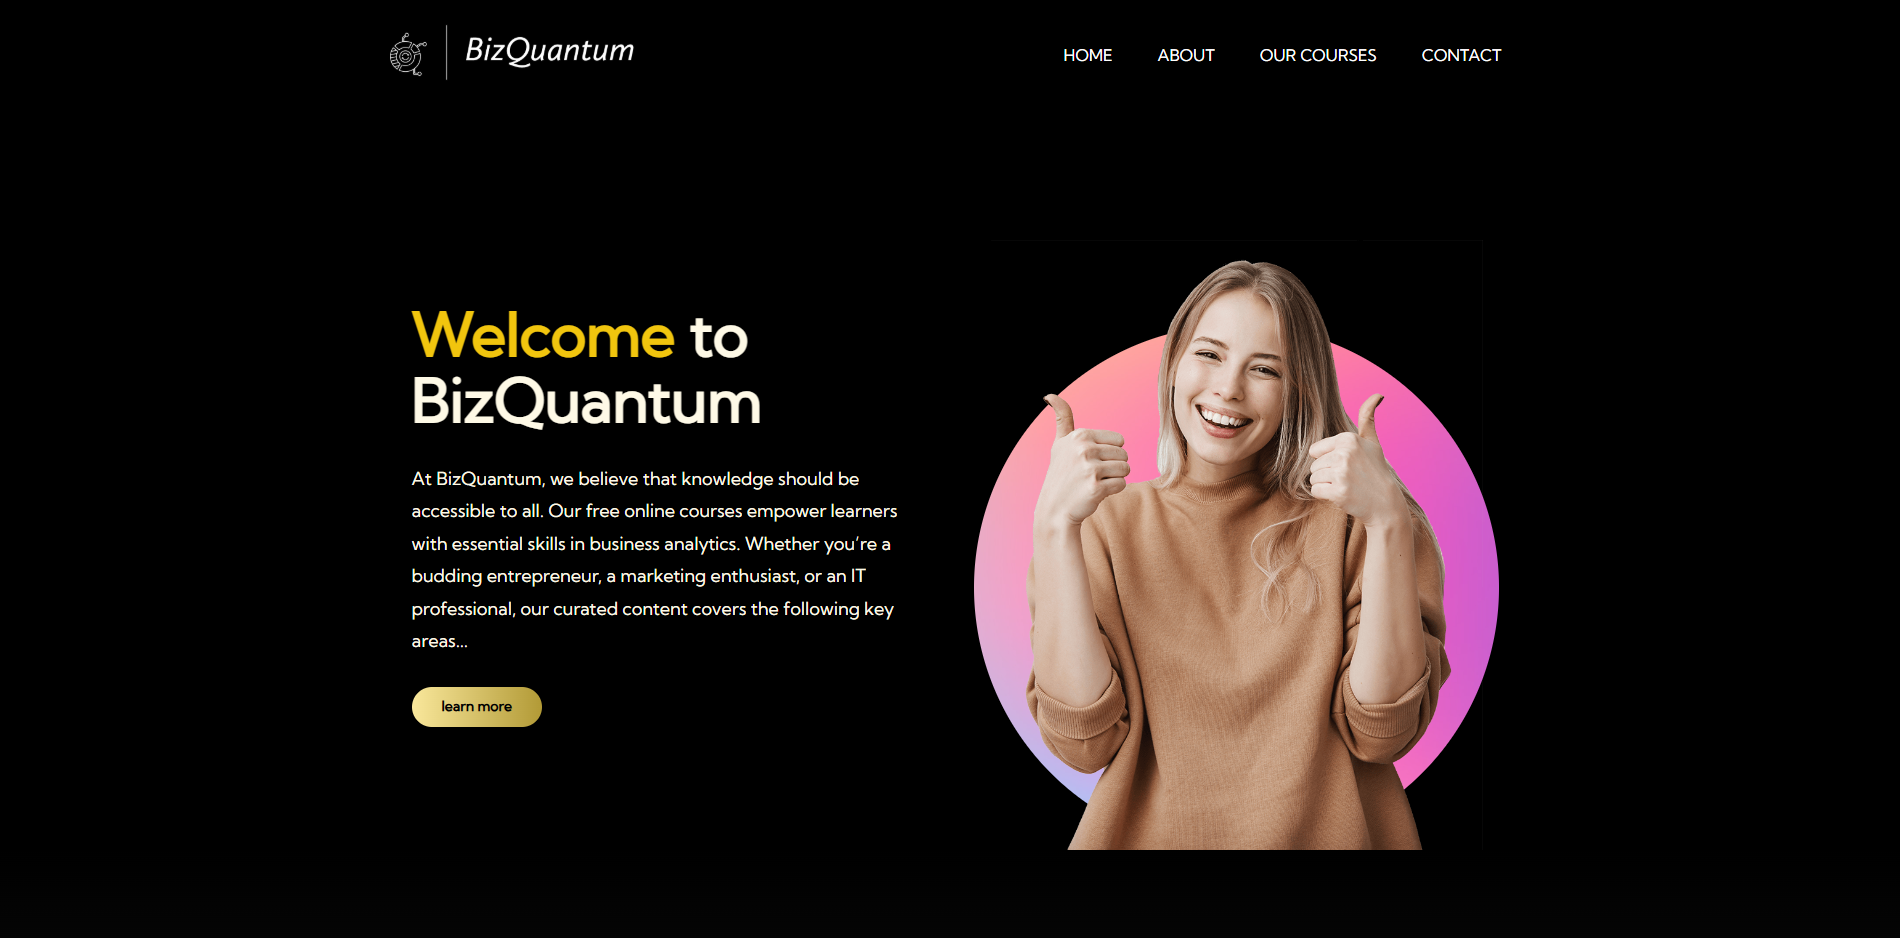 BizQuantum
HOME ABOUT OUR COURSES CONTACT
Welcome to
BizQuantum
At BizQuantum, we believe that knowledge should be
accessible to all. Our free online courses empower learners
with essential skills in business analytics. Whether you’re a
budding entrepreneur, a marketing enthusiast, or an IT
professional, our curated content covers the following key
areas...
learn more